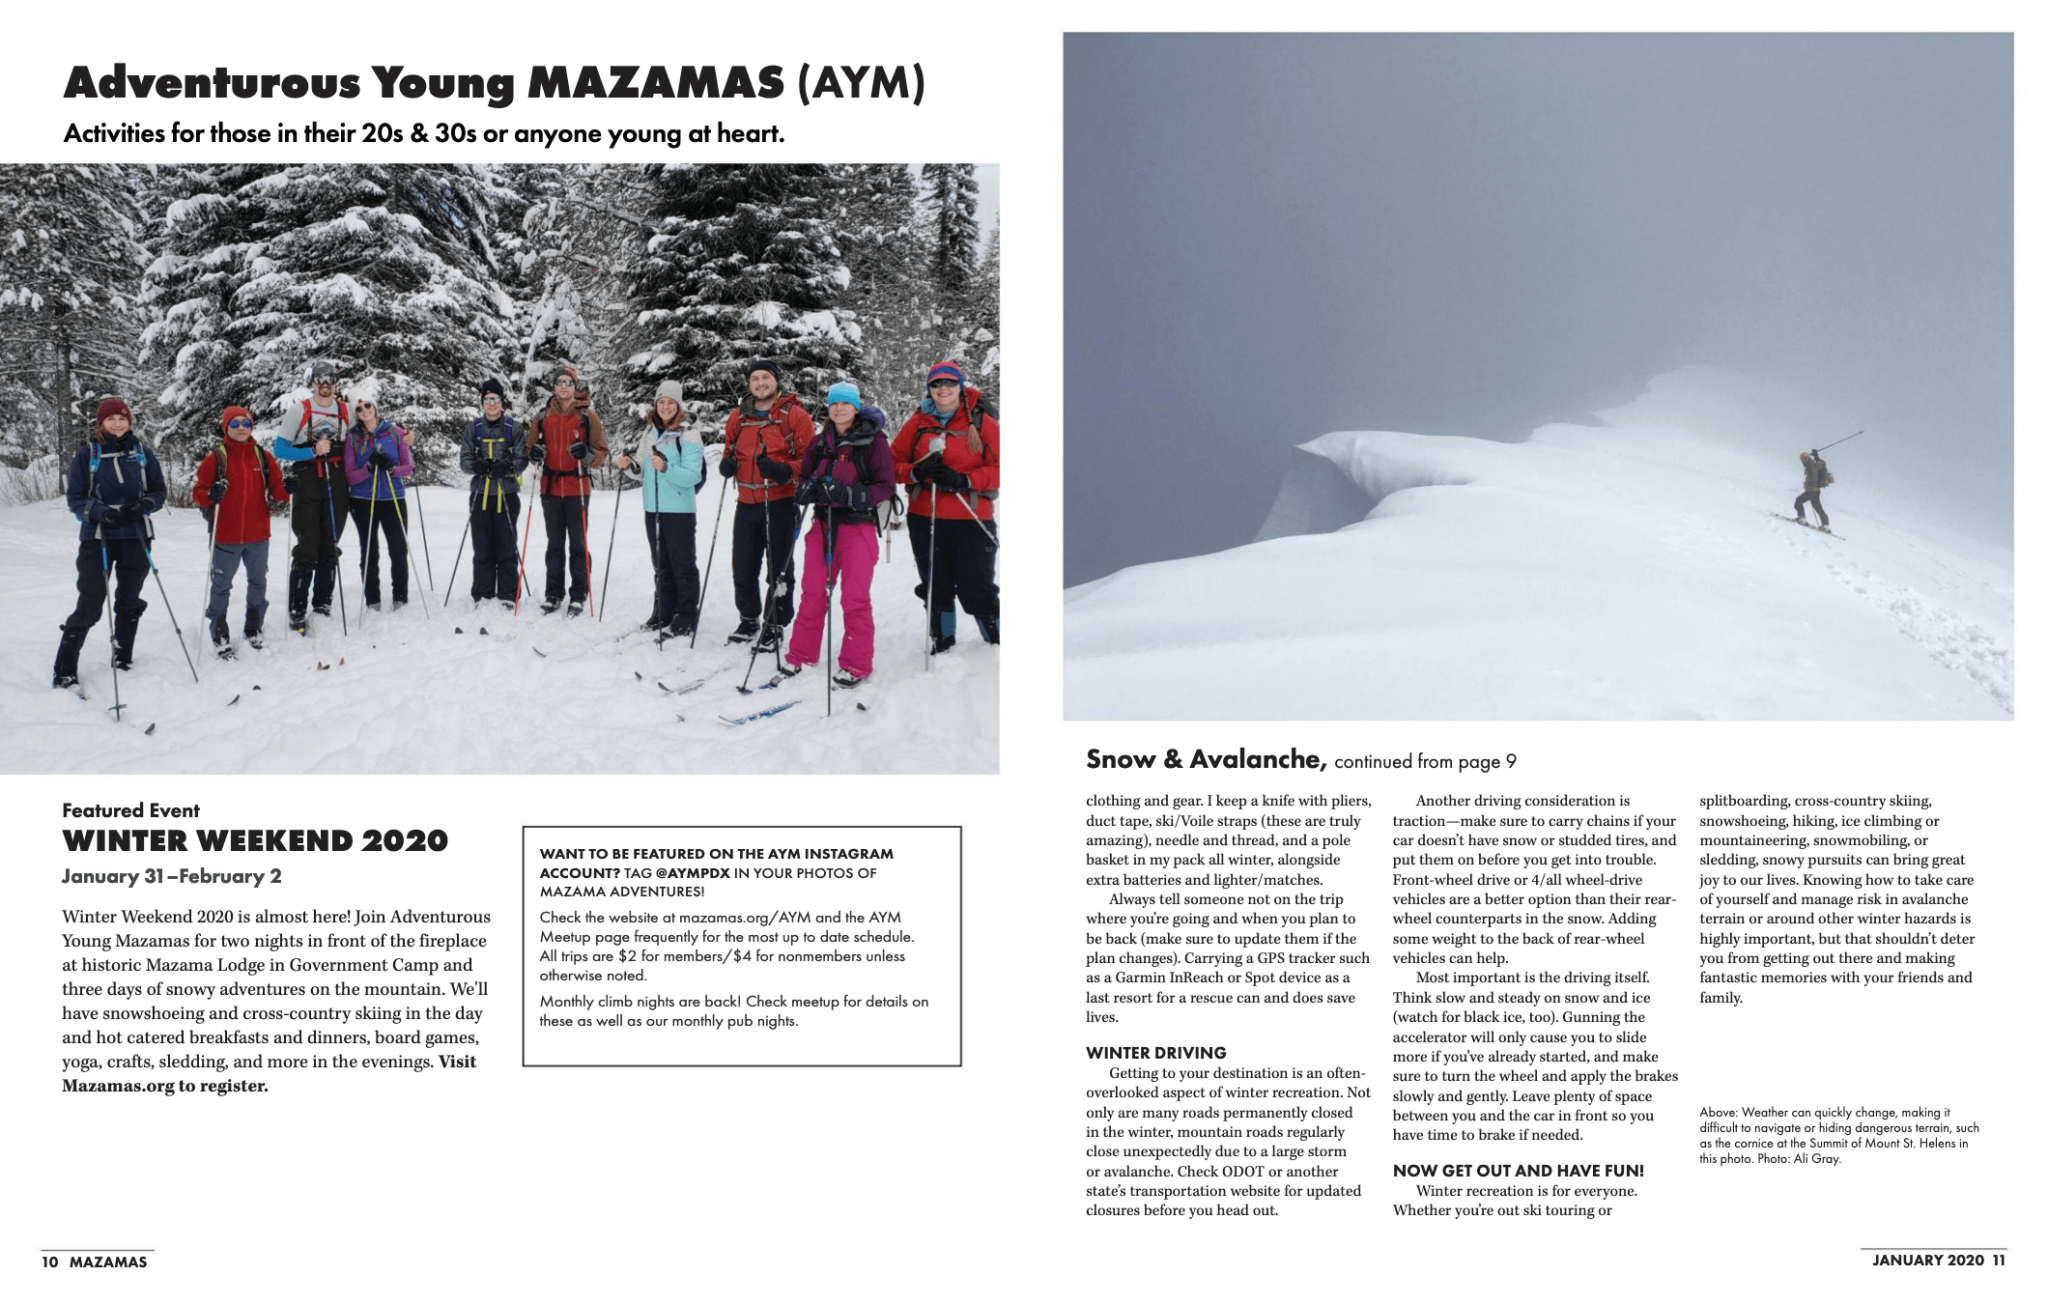 Adventurous Young MAZAMAS (AYM)
Activities for those in their 20s & 30s or anyone young at heart.
Featured Event
WINTER WEEKEND 2020
January 31–February 2
Winter Weekend 2020 is almost here! Join Adventurous
Young Mazamas for two nights in front of the fireplace
at historic Mazama Lodge in Government Camp and
three days of snowy adventures on the mountain. We'll
have snowshoeing and cross-country skiing in the day
and hot catered breakfasts and dinners, board games,
yoga, crafts, sledding, and more in the evenings. Visit
Mazamas.org to register.
WANT TO BE FEATURED ON THE AYM INSTAGRAM
ACCOUNT? TAG @AYMPDX IN YOUR PHOTOS OF
MAZAMA ADVENTURES!
Check the website at mazamas.org/AYM and the AYM
Meetup page frequently for the most up to date schedule.
All trips are $2 for members/$4 for nonmembers unless
otherwise noted.
Monthly climb nights are back! Check meetup for details on
these as well as our monthly pub nights.
10 MAZAMAS
Snow & Avalanche, continued from page 9
clothing and gear. I keep a knife with pliers,
duct tape, ski/Voile straps (these are truly
amazing), needle and thread, and a pole
basket in my pack all winter, alongside
extra batteries and lighter/matches.
Always tell someone not on the trip
where you're going and when you plan to
be back (make sure to update them if the
plan changes). Carrying a GPS tracker such
as a Garmin InReach or Spot device as a
last resort for a rescue can and does save
lives.
WINTER DRIVING
Getting to your destination is an often-
overlooked aspect of winter recreation. Not
only are many roads permanently closed
in the winter, mountain roads regularly
close unexpectedly due to a large storm
or avalanche. Check ODOT or another
state's transportation website for updated
closures before you head out.
Another driving consideration is
traction—make sure to carry chains if your
car doesn't have snow or studded tires, and
put them on before you get into trouble.
Front-wheel drive or 4/all wheel-drive
vehicles are a better option than their rear-
wheel counterparts in the snow. Adding
some weight to the back of rear-wheel
vehicles can help.
Most important is the driving itself.
Think slow and steady on snow and ice
(watch for black ice, too). Gunning the
accelerator will only cause you to slide
more if you've already started, and make
sure to turn the wheel and apply the brakes
slowly and gently. Leave plenty of space
between you and the car in front so you
have time to brake if needed.
NOW GET OUT AND HAVE FUN!
Winter recreation is for everyone.
Whether you're out ski touring or
splitboarding, cross-country skiing,
snowshoeing, hiking, ice climbing or
mountaineering, snowmobiling, or
sledding, snowy pursuits can bring great
joy to our lives. Knowing how to take care
of yourself and manage risk in avalanche
terrain or around other winter hazards is
highly important, but that shouldn't deter
you from getting out there and making
fantastic memories with your friends and
family.
Above: Weather can quickly change, making it
difficult to navigate or hiding dangerous terrain, such
as the cornice at the Summit of Mount St. Helens in
this photo. Photo: Ali Gray.
JANUARY 2020 11